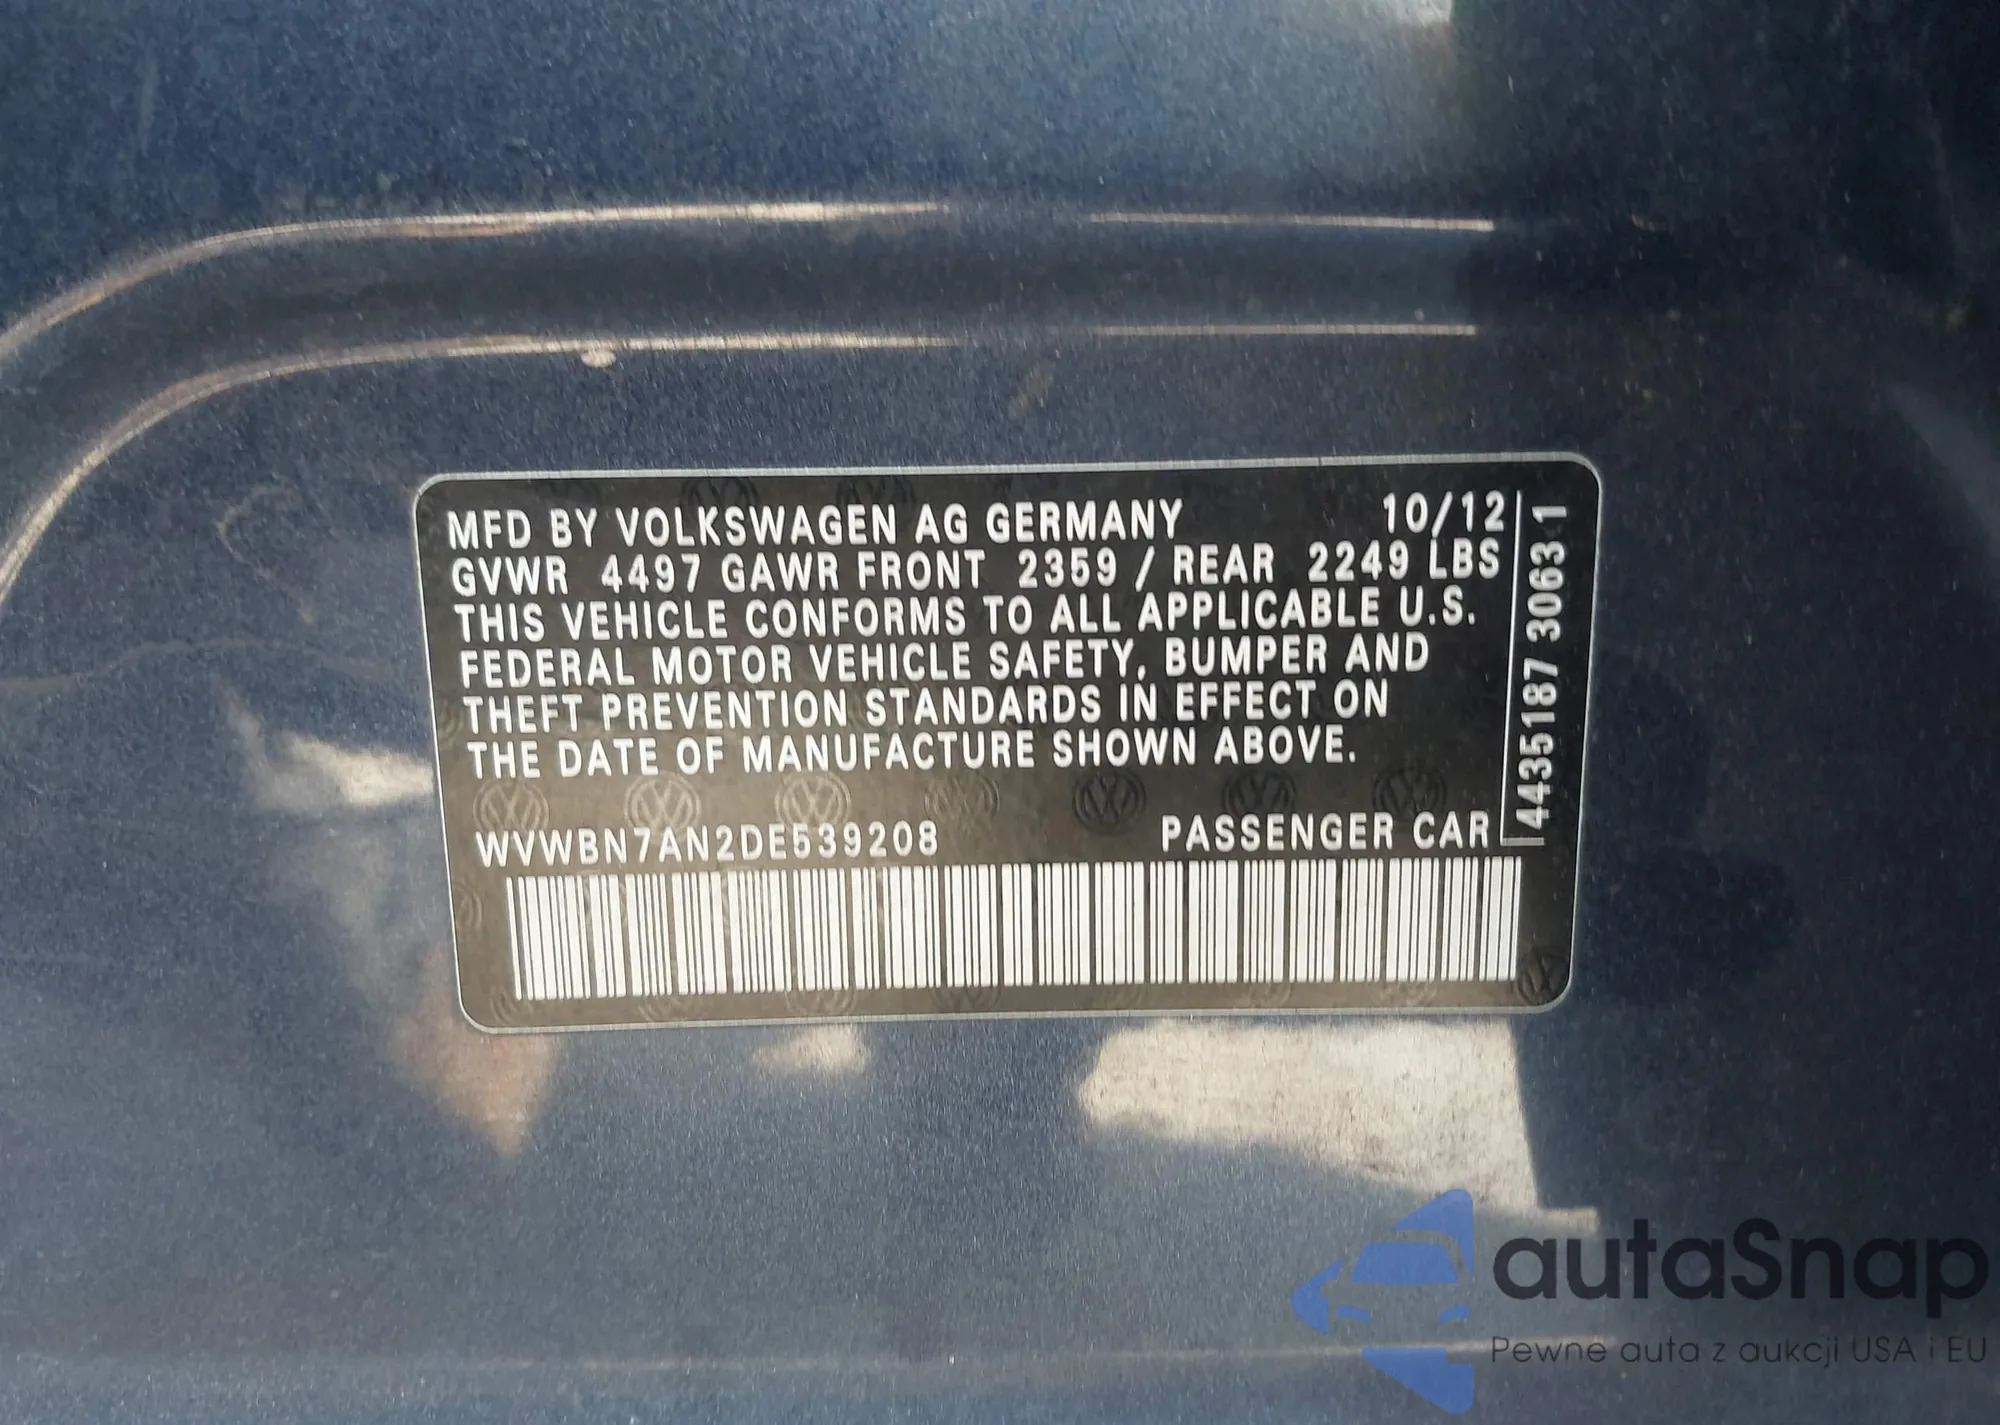 MFD BY VOLKSWAGEN AG GERMANY 10/12
GVWR 4497 GAWR FRONT 2359 / REAR 2249 LBS
THIS VEHICLE CONFORMS TO ALL APPLICABLE U.S.
FEDERAL MOTOR VEHICLE SAFETY, BUMPER AND
THEFT PREVENTION STANDARDS IN EFFECT ON
THE DATE OF MANUFACTURE SHOWN ABOVE.
WVWBN7AN2DE539208 PASSENGER CAR
4435187 3063 1
autaSnap
Pewne auta z aukcji USA i EU